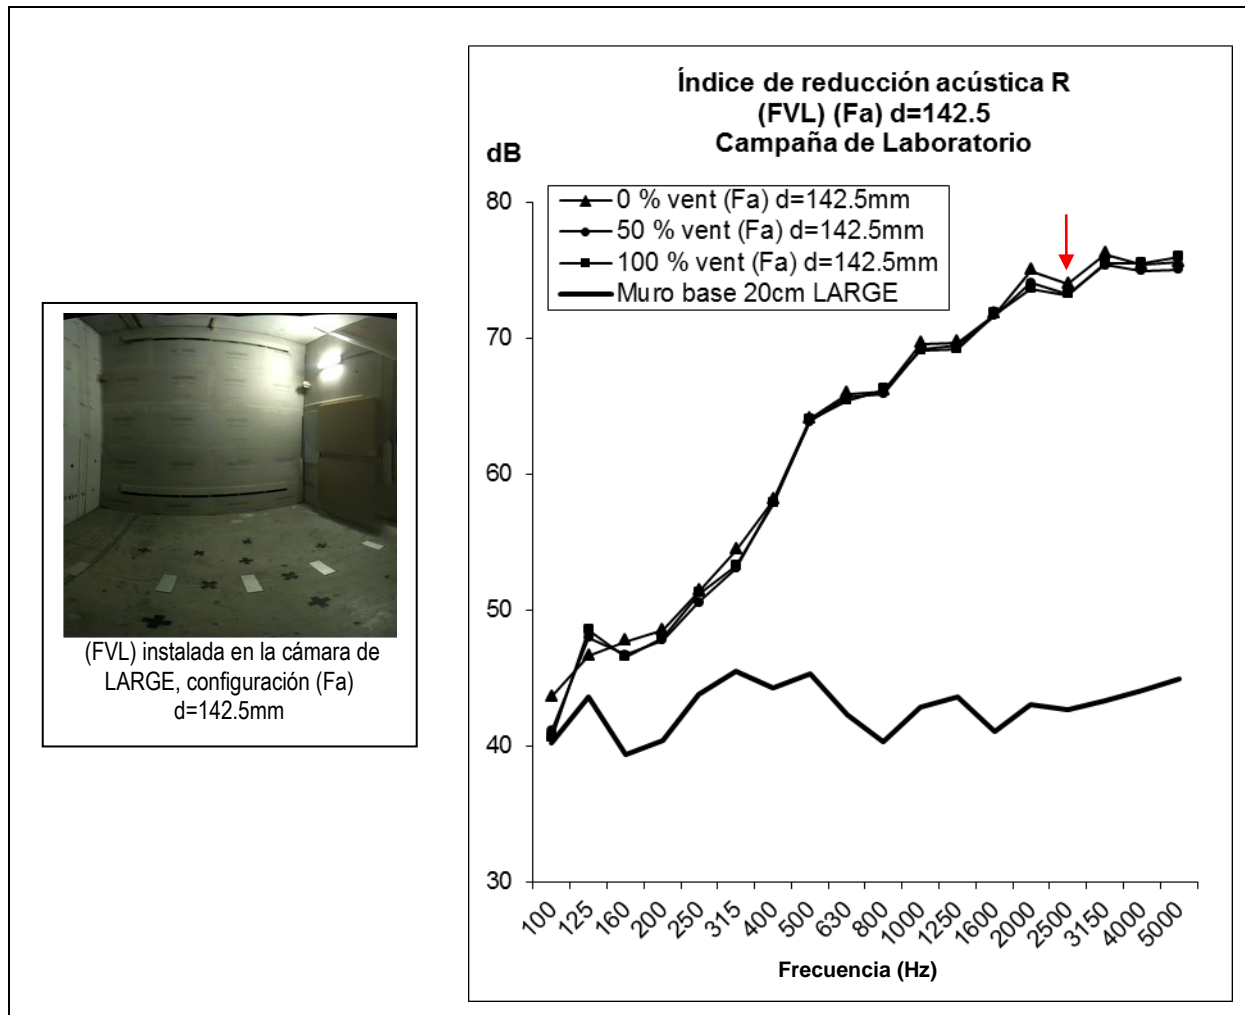 Índice de reducción acústica R
(FVL) (Fa) d=142.5
Campaña de Laboratorio
dB
0 % vent (Fa) d=142.5mm
50 % vent (Fa) d=142.5mm
100 % vent (Fa) d=142.5mm
Muro base 20cm LARGE
80
70
60
50
40
30
100 125 160 200 250 315 400 500 630 800 1000 1250 1600 2000 2500 3150 4000 5000
Frecuencia (Hz)
(FVL) instalada en la cámara de
LARGE, configuración (Fa)
d=142.5mm